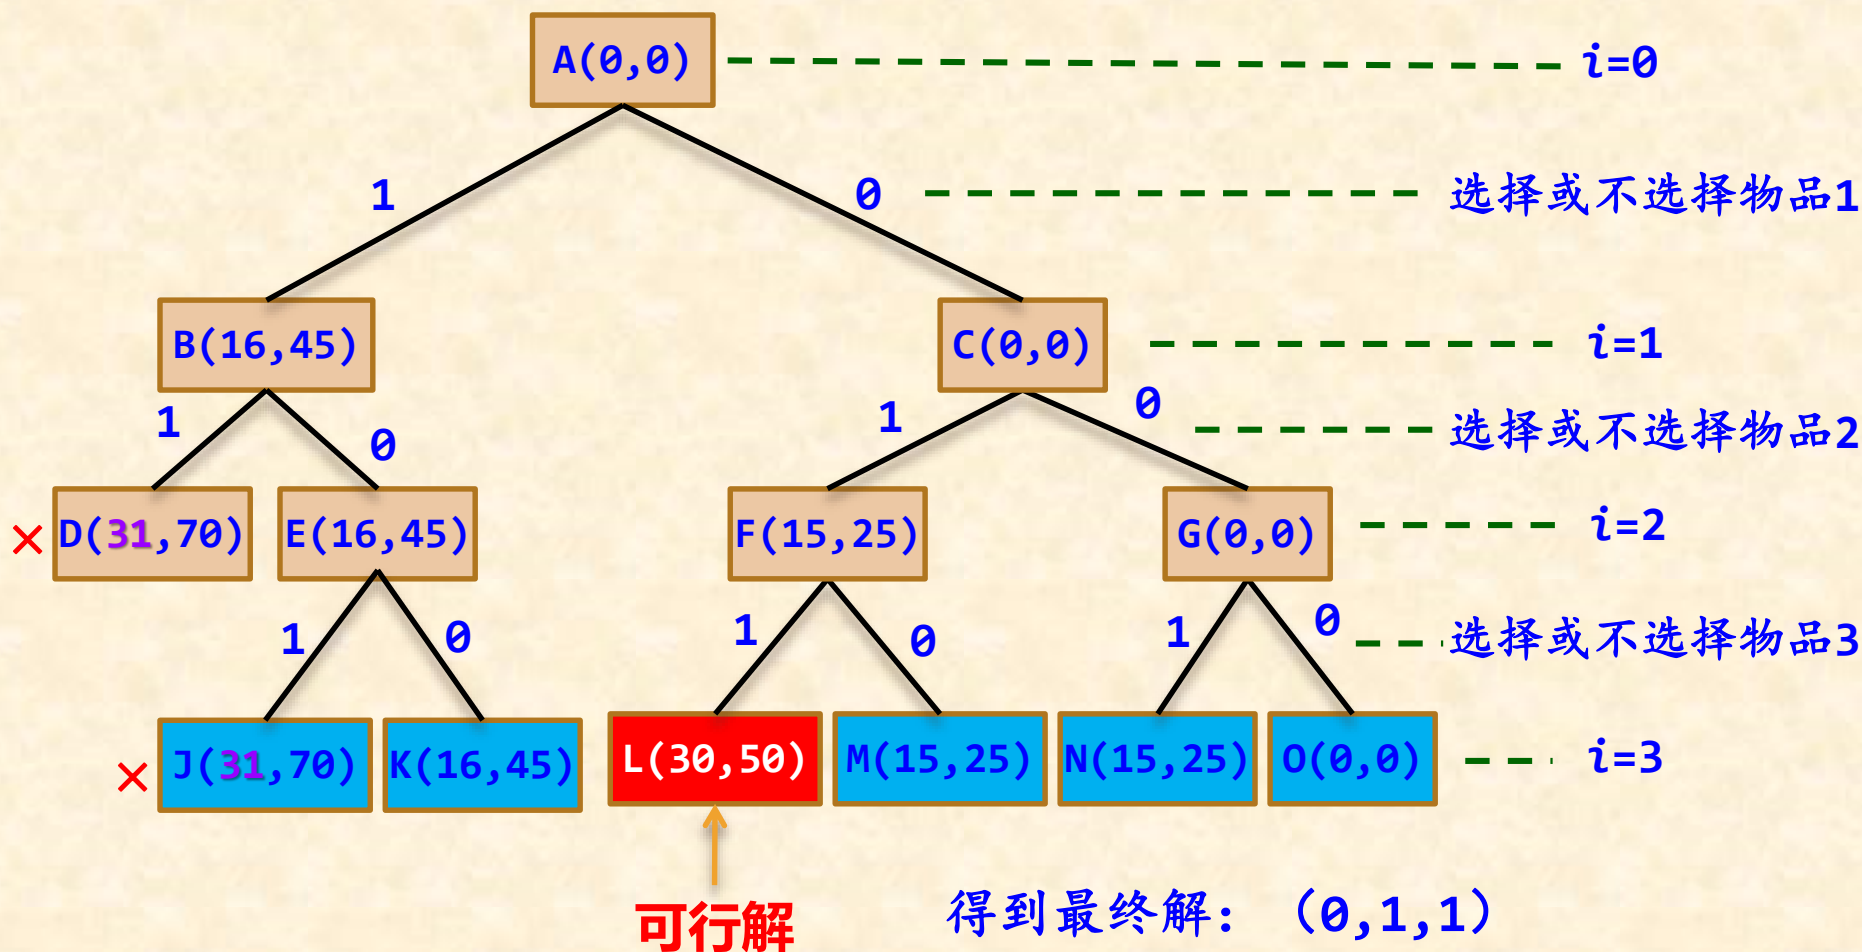 A(0,0) i=0
1 0 选择或不选择物品1
B(16,45) C(0,0) i=1
1 0 1 0 选择或不选择物品2
× D(31,70) E(16,45) F(15,25) G(0,0) i=2
1 0 1 0 1 0 选择或不选择物品3
× J(31,70) K(16,45) L(30,50) M(15,25) N(15,25) O(0,0) i=3
可行解 得到最终解：（0,1,1）